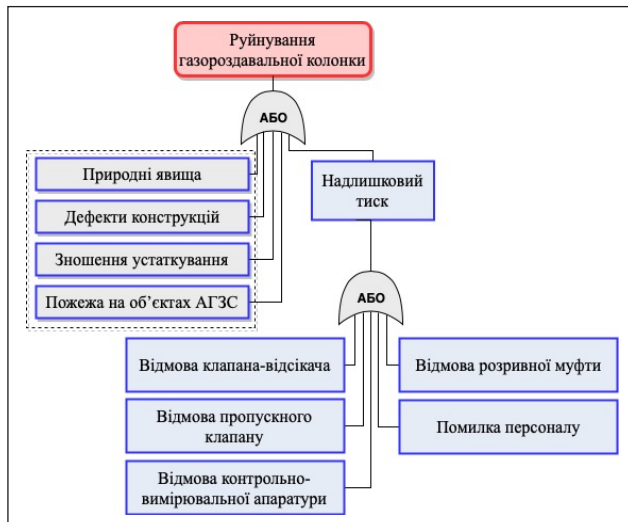 Руйнування
газороздавальної колонки
АБО
Природні явища
Дефекти конструкцій
Зношення устаткування
Пожежа на об’єктах АГЗС
Надлишковий
тиск
АБО
Відмова клапана-відсікача
Відмова пропускного
клапану
Відмова контрольно-
вимірювальної апаратури
Відмова розривної муфти
Помилка персоналу